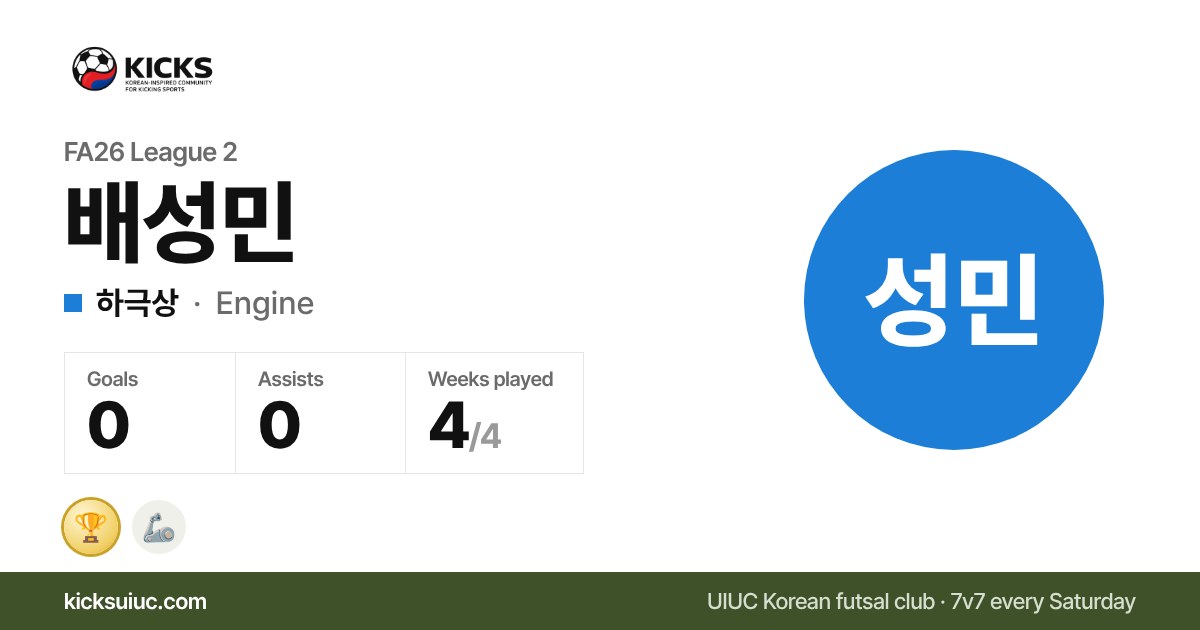 KICKS
KOREAN-INSPIRED COMMUNITY
FOR KICKING SPORTS
FA26 League 2
배성민
하극상 · Engine
성민
Goals Assists Weeks played
0 0 4/4
kicksuiuc.com
UIUC Korean futsal club · 7v7 every Saturday